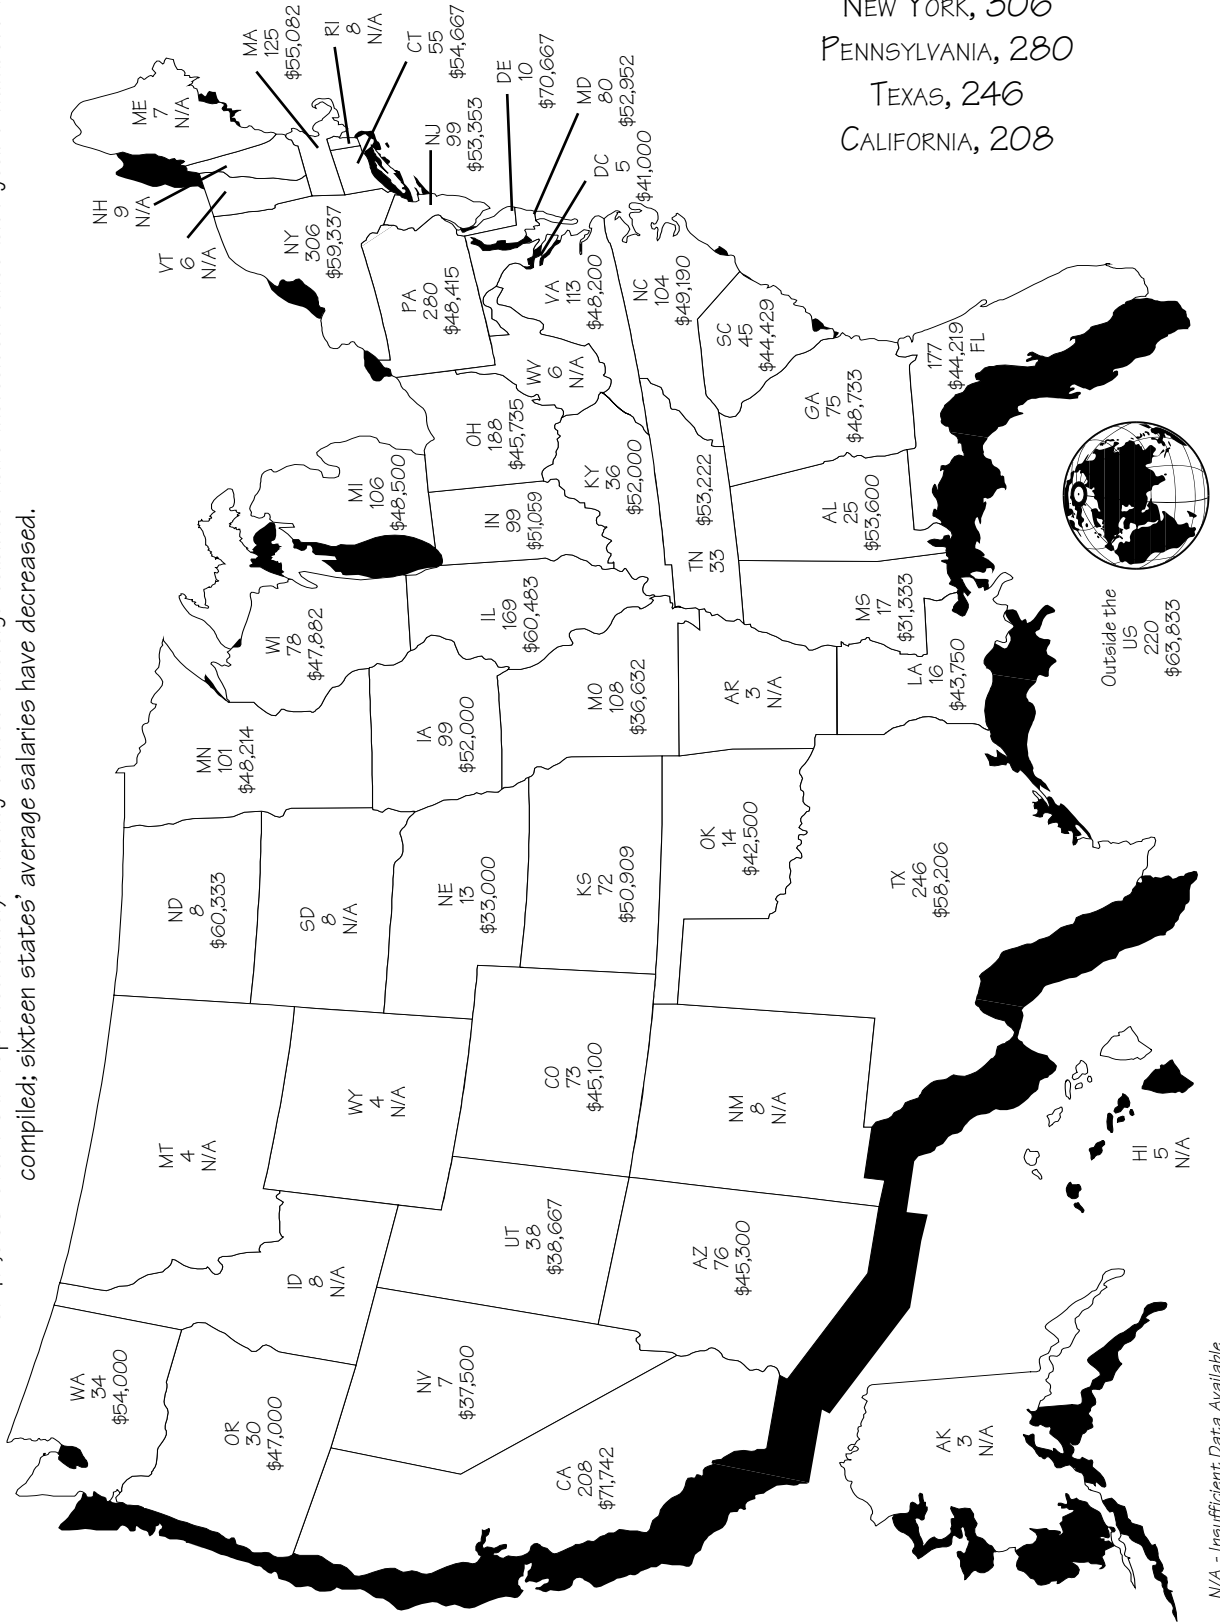 compiled; sixteen states' average salaries have decreased.
NEW YORK, 306
PENNSYLVANIA, 280
TEXAS, 246
CALIFORNIA, 208
WA
34
$54,000
OR
30
$47,000
CA
208
$71,742
NV
7
$37,500
ID
8
N/A
MT
4
N/A
WY
4
N/A
UT
38
$38,667
AZ
76
$45,300
CO
73
$45,100
NM
8
N/A
ND
8
$60,333
SD
8
N/A
NE
13
$33,000
KS
72
$50,909
OK
14
$42,500
TX
246
$58,206
MN
101
$48,214
IA
99
$52,000
MO
108
$36,632
AR
3
N/A
LA
16
$43,750
WI
78
$47,882
IL
169
$60,483
MS
17
$31,333
MI
106
$48,500
IN
99
$51,059
KY
36
$52,000
TN
33
$53,222
AL
25
$53,600
OH
188
$45,735
WV
6
N/A
GA
75
$48,733
177
$44,219
FL
SC
45
$44,429
NC
104
$49,190
VA
113
$48,200
PA
280
$48,415
NY
306
$59,337
VT
6
N/A
NH
9
N/A
ME
7
N/A
MA
125
$55,082
RI
8
N/A
CT
55
$54,667
NJ
99
$53,353
DE
10
$70,667
MD
80
$52,952
DC
5
$41,000
AK
3
N/A
HI
5
N/A
Outside the
US
220
$63,833
N/A - Insufficient Data Available